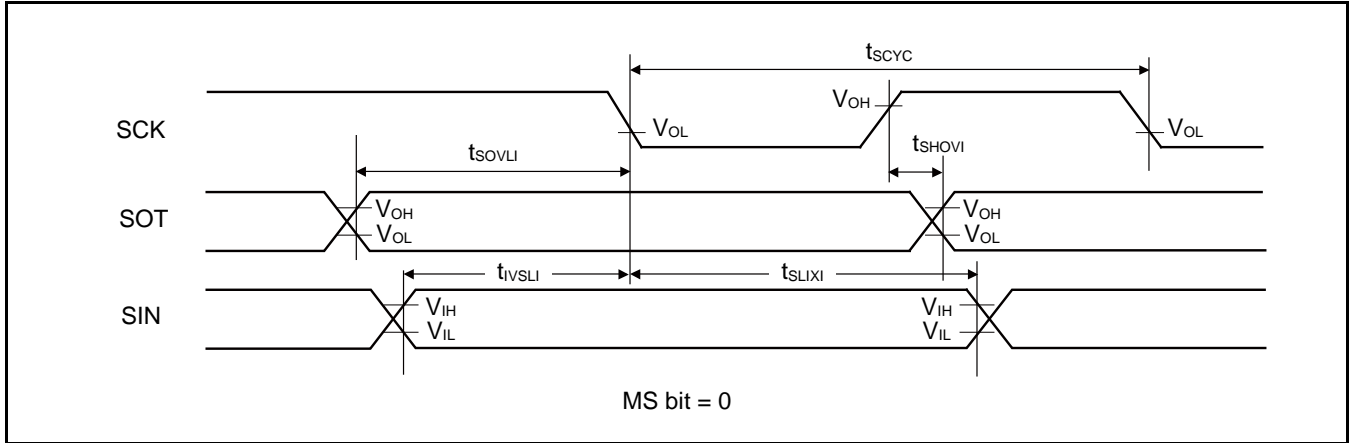 tSCYC
SCK
VOH
VOL
VOL
tSOVLI
tSHOVI
SOT
VOH
VOL
VOH
VOL
tIVSLI
tSLIXI
SIN
VIH
VIL
VIH
VIL
MS bit = 0